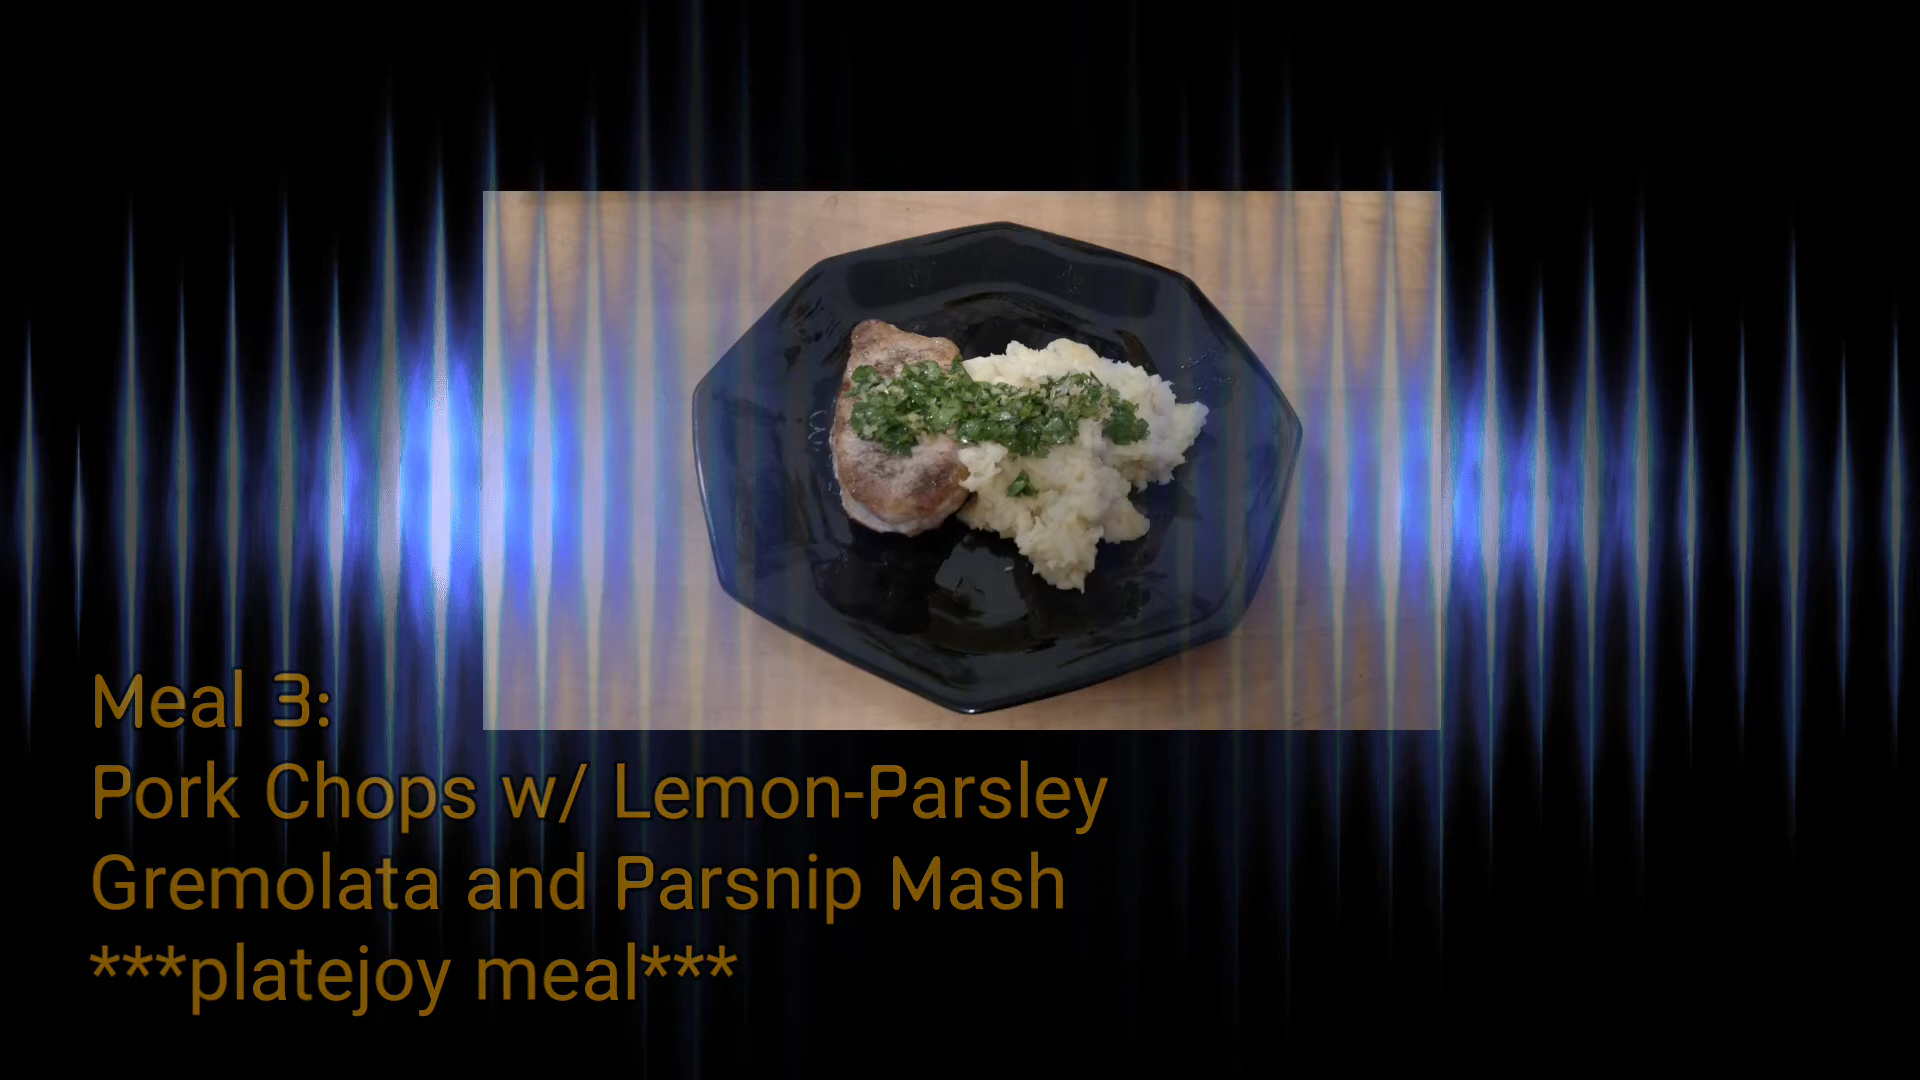 Meal 3:
Pork Chops w/ Lemon-Parsley
Gremolata and Parsnip Mash
***platejoy meal***